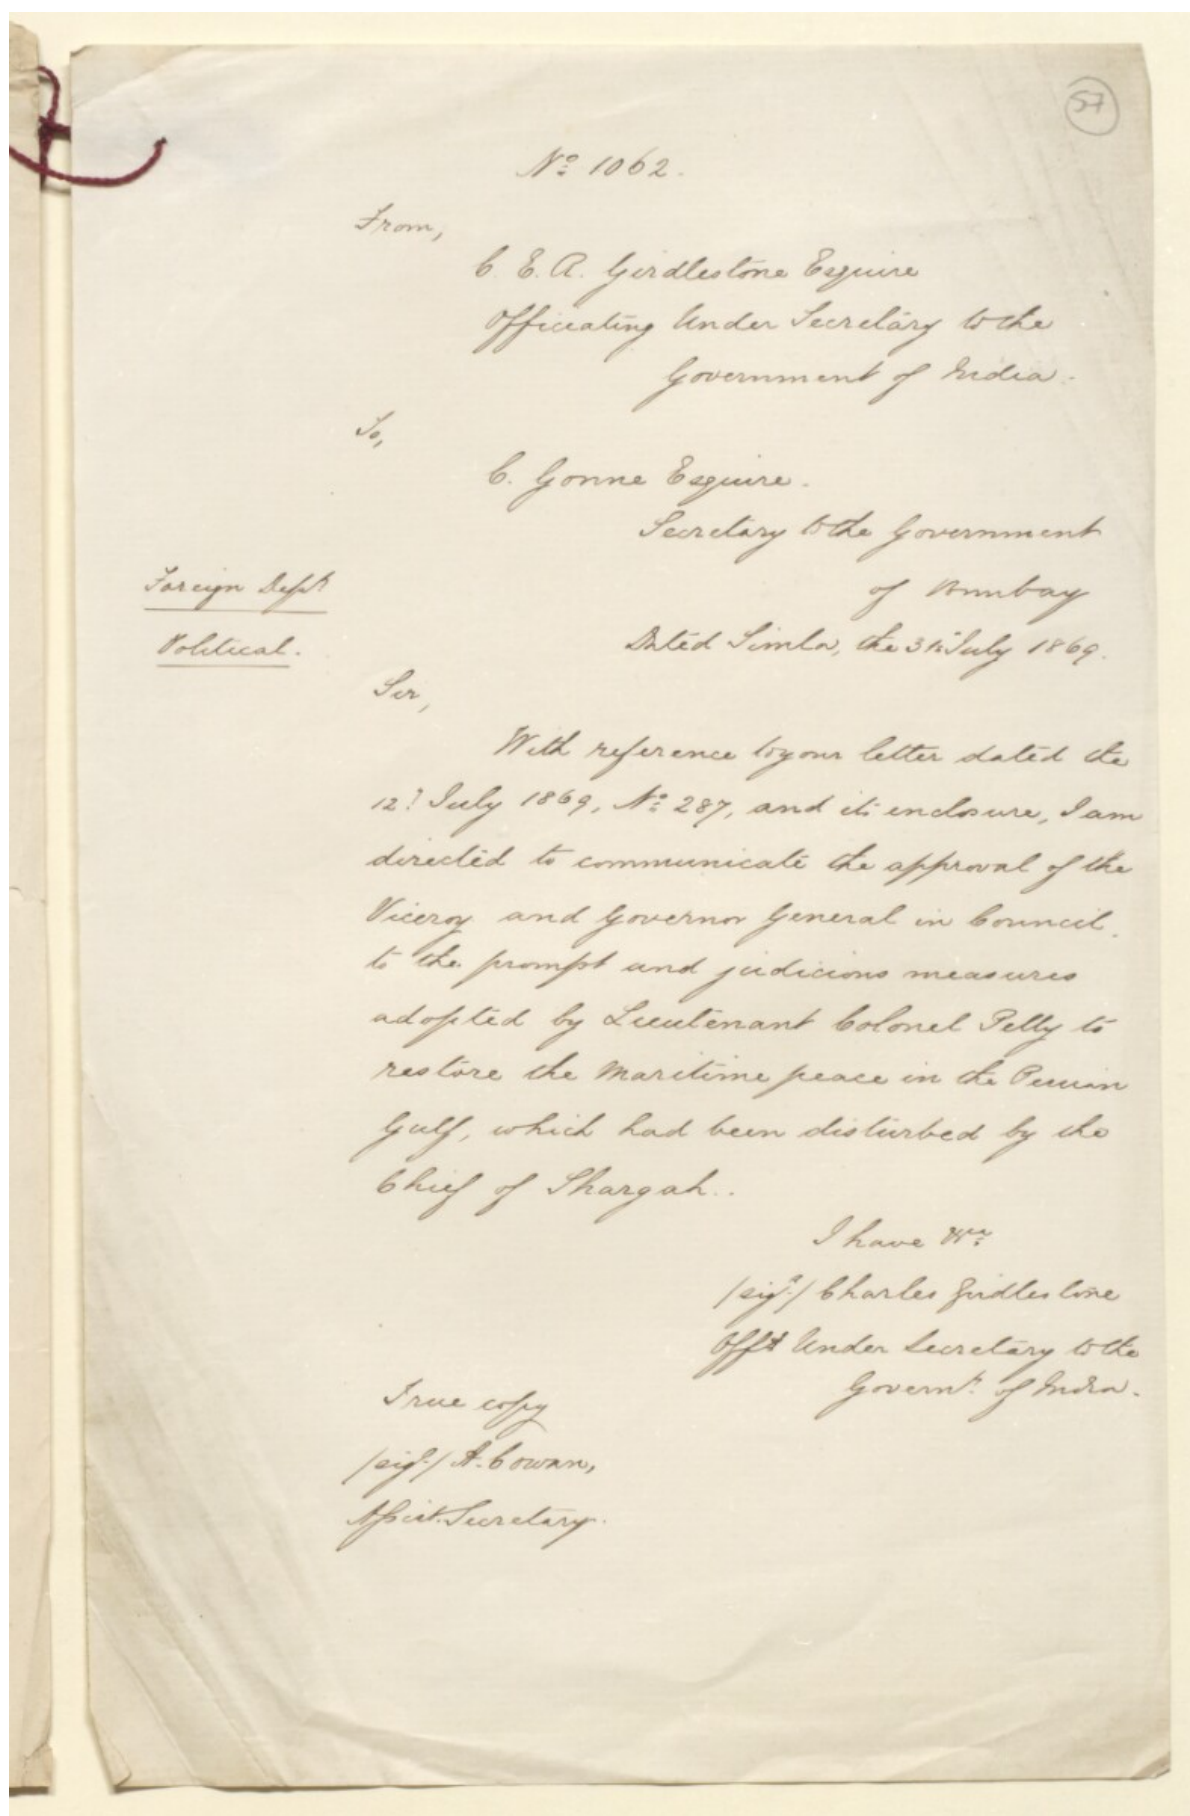 57
No. 1062.
From,
C. E. R. Girdlestone Esquire
Officiating Under Secretary to the
Government of India.
To,
C. Gonne Esquire.
Secretary to the Government
of Bombay
Foreign Dept
Political.
Dated Simla, the 31st July 1869.
Sir,
With reference to your letter dated the
12th July 1869, No. 287, and its enclosure, I am
directed to communicate the approval of the
Viceroy and Governor General in Council,
to the prompt and judicious measures
adopted by Lieutenant Colonel Pelly to
restore the maritime peace in the Persian
Gulf, which had been disturbed by the
Chief of Shargah..
I have &ca
/sigd./ Charles Girdlestone
Offg Under Secretary to the
Governt. of India.
True copy
/sigd./ A. Cowan,
Assist. Secretary.